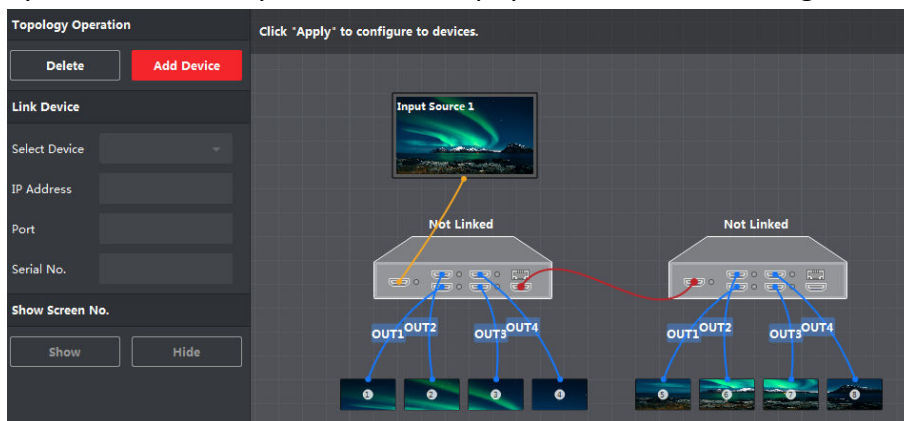 Topology Operation
Click "Apply" to configure to devices.
Delete
Add Device
Link Device
Select Device
IP Address
Port
Serial No.
Show Screen No.
Show
Hide
Input Source 1
Not Linked
Not Linked
OUT1
OUT2
OUT3
OUT4
OUT1
OUT2
OUT3
OUT4
1
2
3
4
5
6
7
8